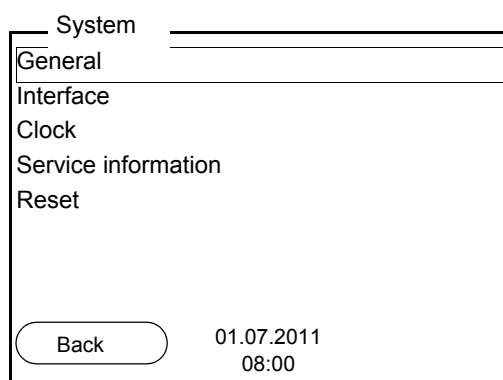 System
General
Interface
Clock
Service information
Reset
Back
01.07.2011
08:00